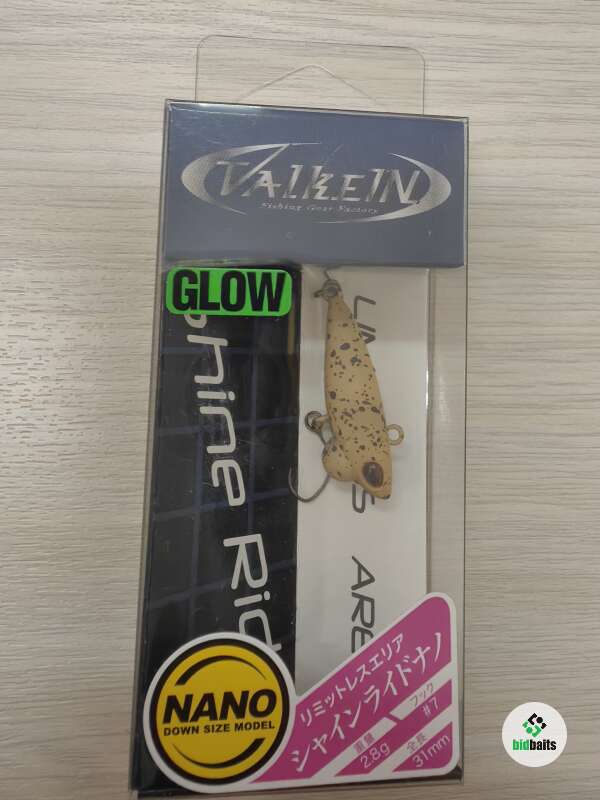 VALKEIN
Fishing Gear Factory
GLOW
Shine Rid
LIM
S ARE
NANO
DOWN SIZE MODEL
リミットレスエリア
シャインライドナノ
重量 フック
2.8g #7
全長
31mm
bidbaits